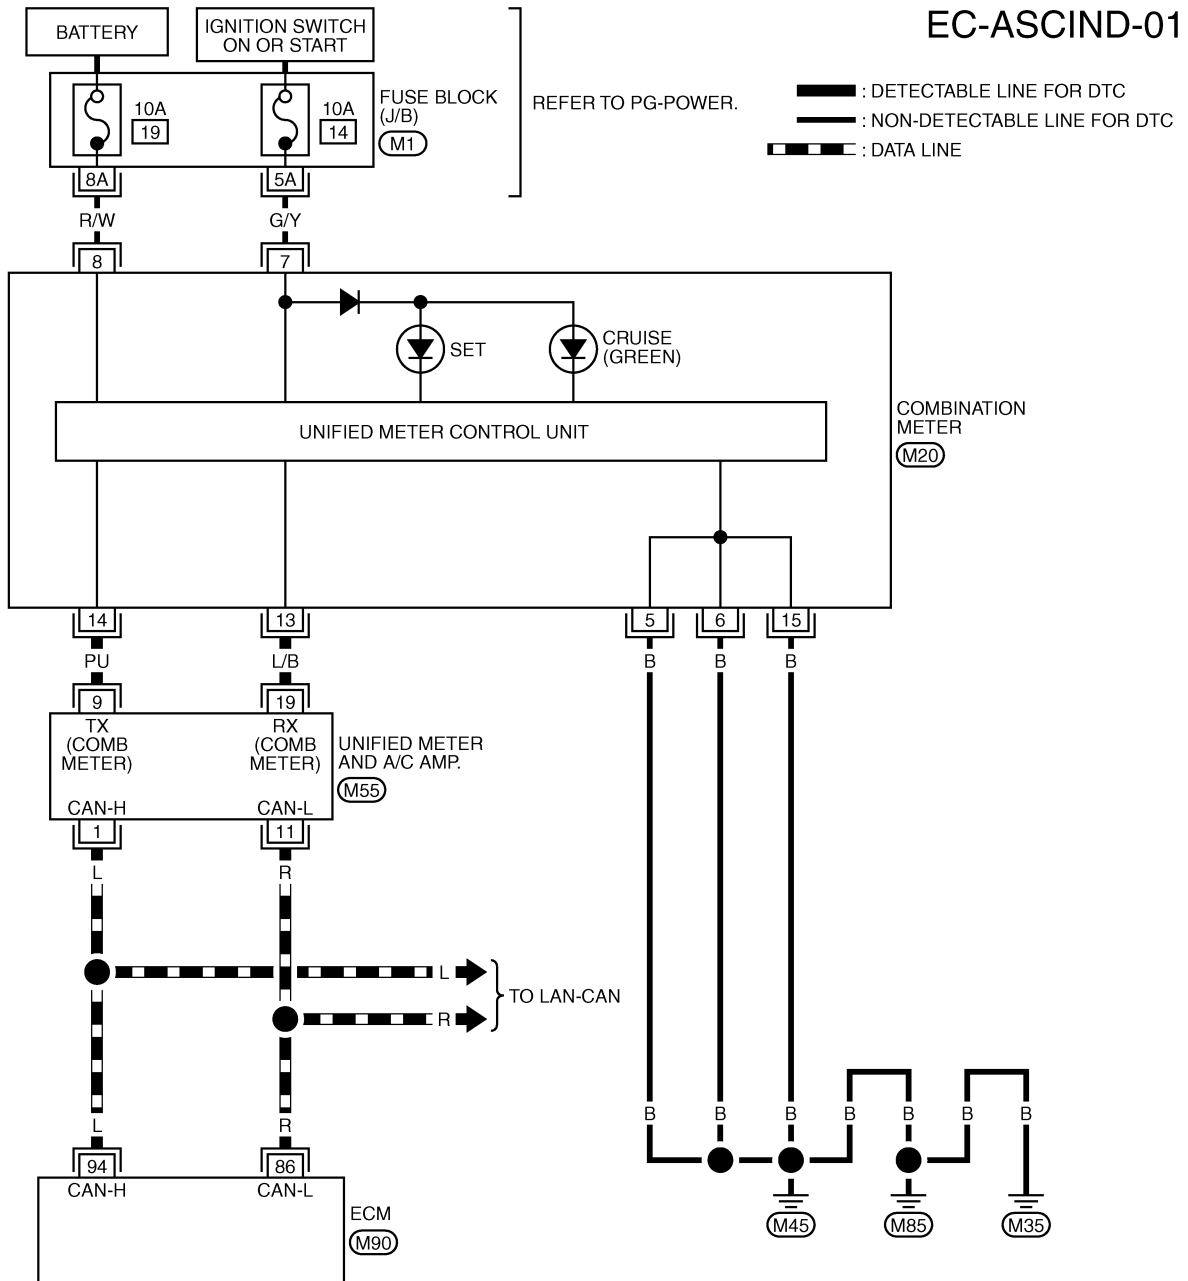 EC-ASCIND-01
BATTERY
IGNITION SWITCH
ON OR START
10A
19
10A
14
FUSE BLOCK
(J/B)
M1
REFER TO PG-POWER.
: DETECTABLE LINE FOR DTC
: NON-DETECTABLE LINE FOR DTC
: DATA LINE
8A
5A
R/W
G/Y
8
7
SET
CRUISE
(GREEN)
UNIFIED METER CONTROL UNIT
COMBINATION
METER
M20
14
13
5
6
15
PU
L/B
B
B
B
9
19
TX
(COMB
METER)
RX
(COMB
METER)
UNIFIED METER
AND A/C AMP.
M55
CAN-H
CAN-L
1
11
L
R
L
R
TO LAN-CAN
L
R
B
B
B
B
B
B
B
94
86
CAN-H
CAN-L
ECM
M90
M45
M85
M35